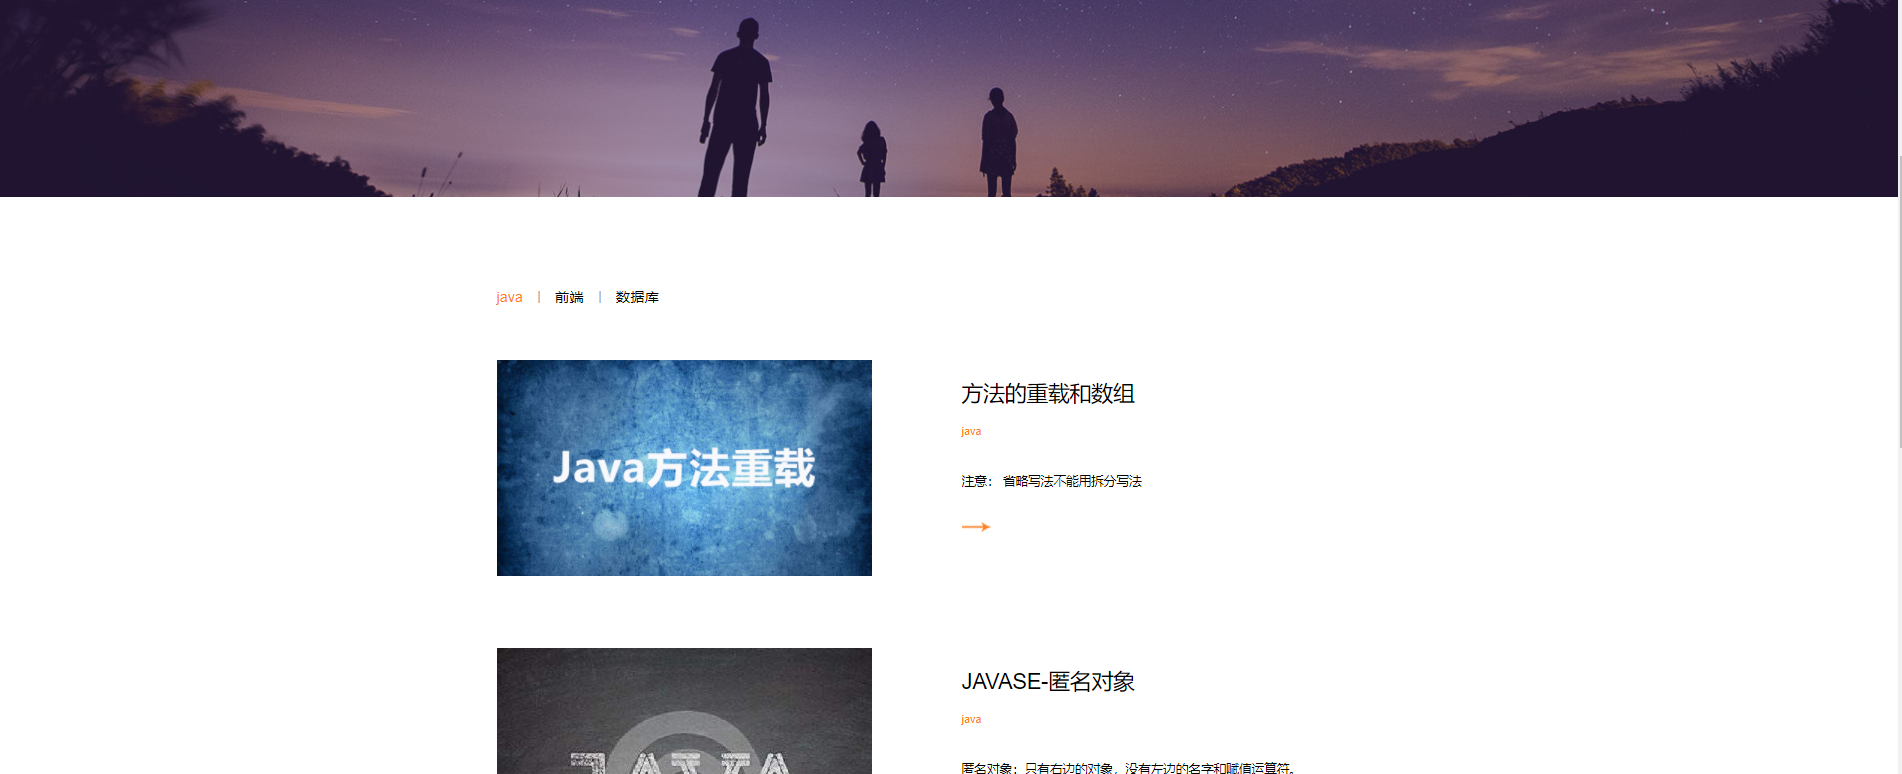 java | 前端 | 数据库
Java方法重载
方法的重载和数组
java
注意： 省略写法不能用拆分写法
JAVA
JAVASE-匿名对象
java
匿名对象：只有右边的对象，没有左边的名字和赋值运算符。